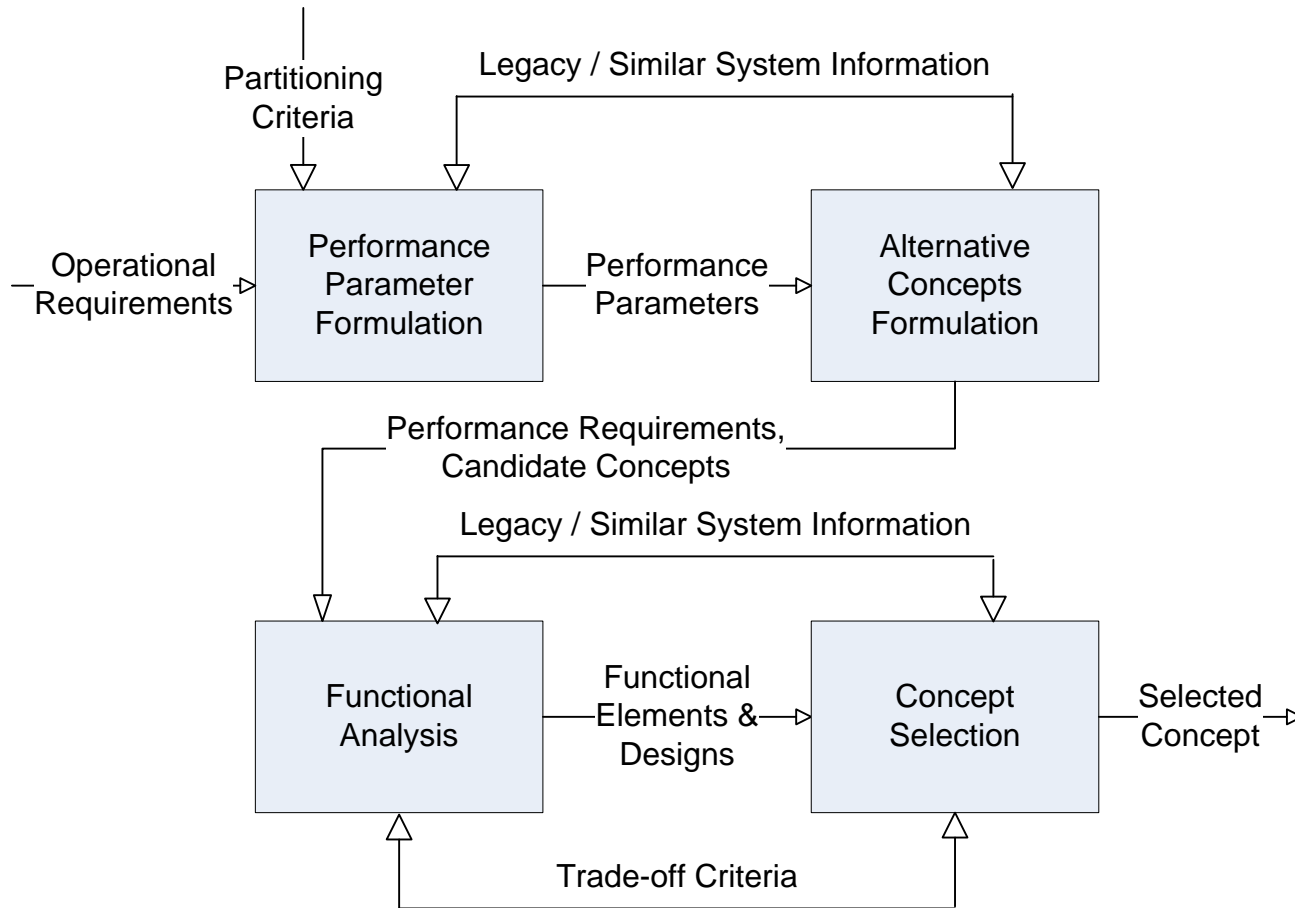 Partitioning
Criteria
Legacy / Similar System Information
Operational
Requirements
Performance
Parameter
Formulation
Performance
Parameters
Alternative
Concepts
Formulation
Performance Requirements,
Candidate Concepts
Legacy / Similar System Information
Functional
Analysis
Functional
Elements &
Designs
Concept
Selection
Selected
Concept
Trade-off Criteria